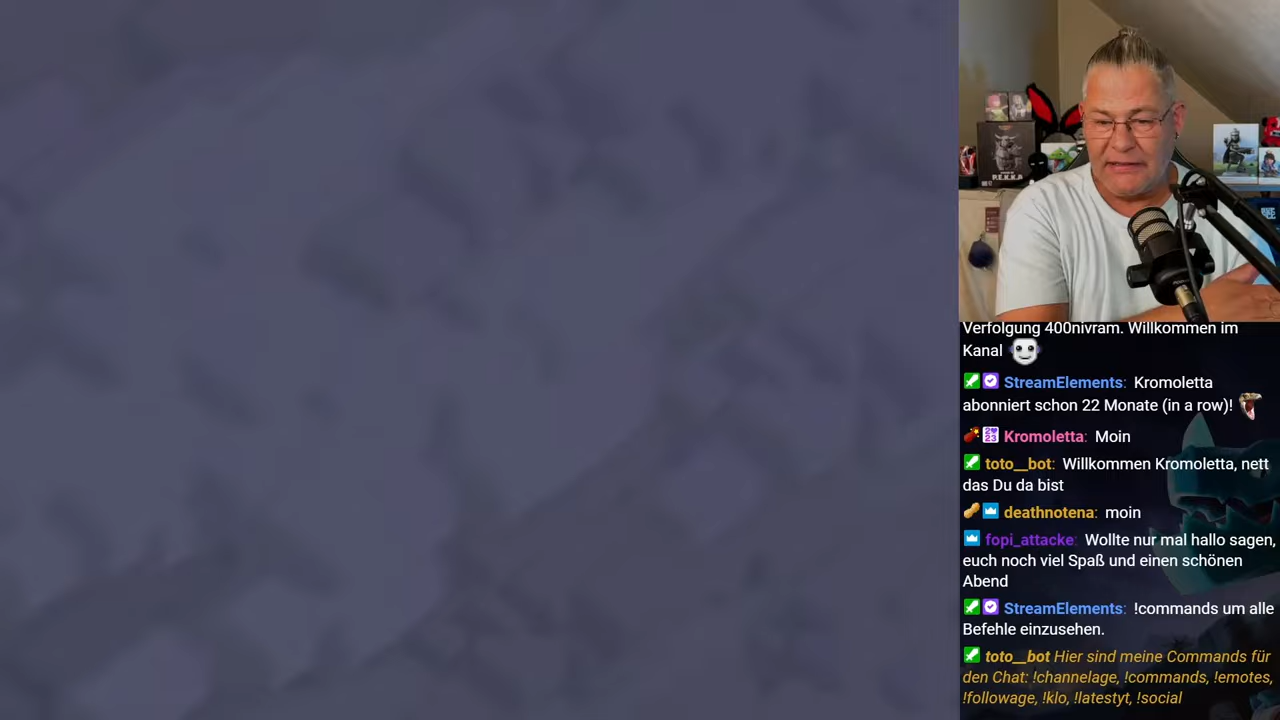 P.E.K.K.A
Verfolgung 400nivram. Willkommen im
Kanal
StreamElements: Kromoletta
abonniert schon 22 Monate (in a row)!
Kromoletta: Moin
toto__bot: Willkommen Kromoletta, nett
das Du da bist
deathnotena: moin
fopi_attacke: Wollte nur mal hallo sagen,
euch noch viel Spaß und einen schönen
Abend
StreamElements: !commands um alle
Befehle einzusehen.
toto__bot Hier sind meine Commands für
den Chat: !channelage, !commands, !emotes,
!followage, !klo, !latestyt, !social